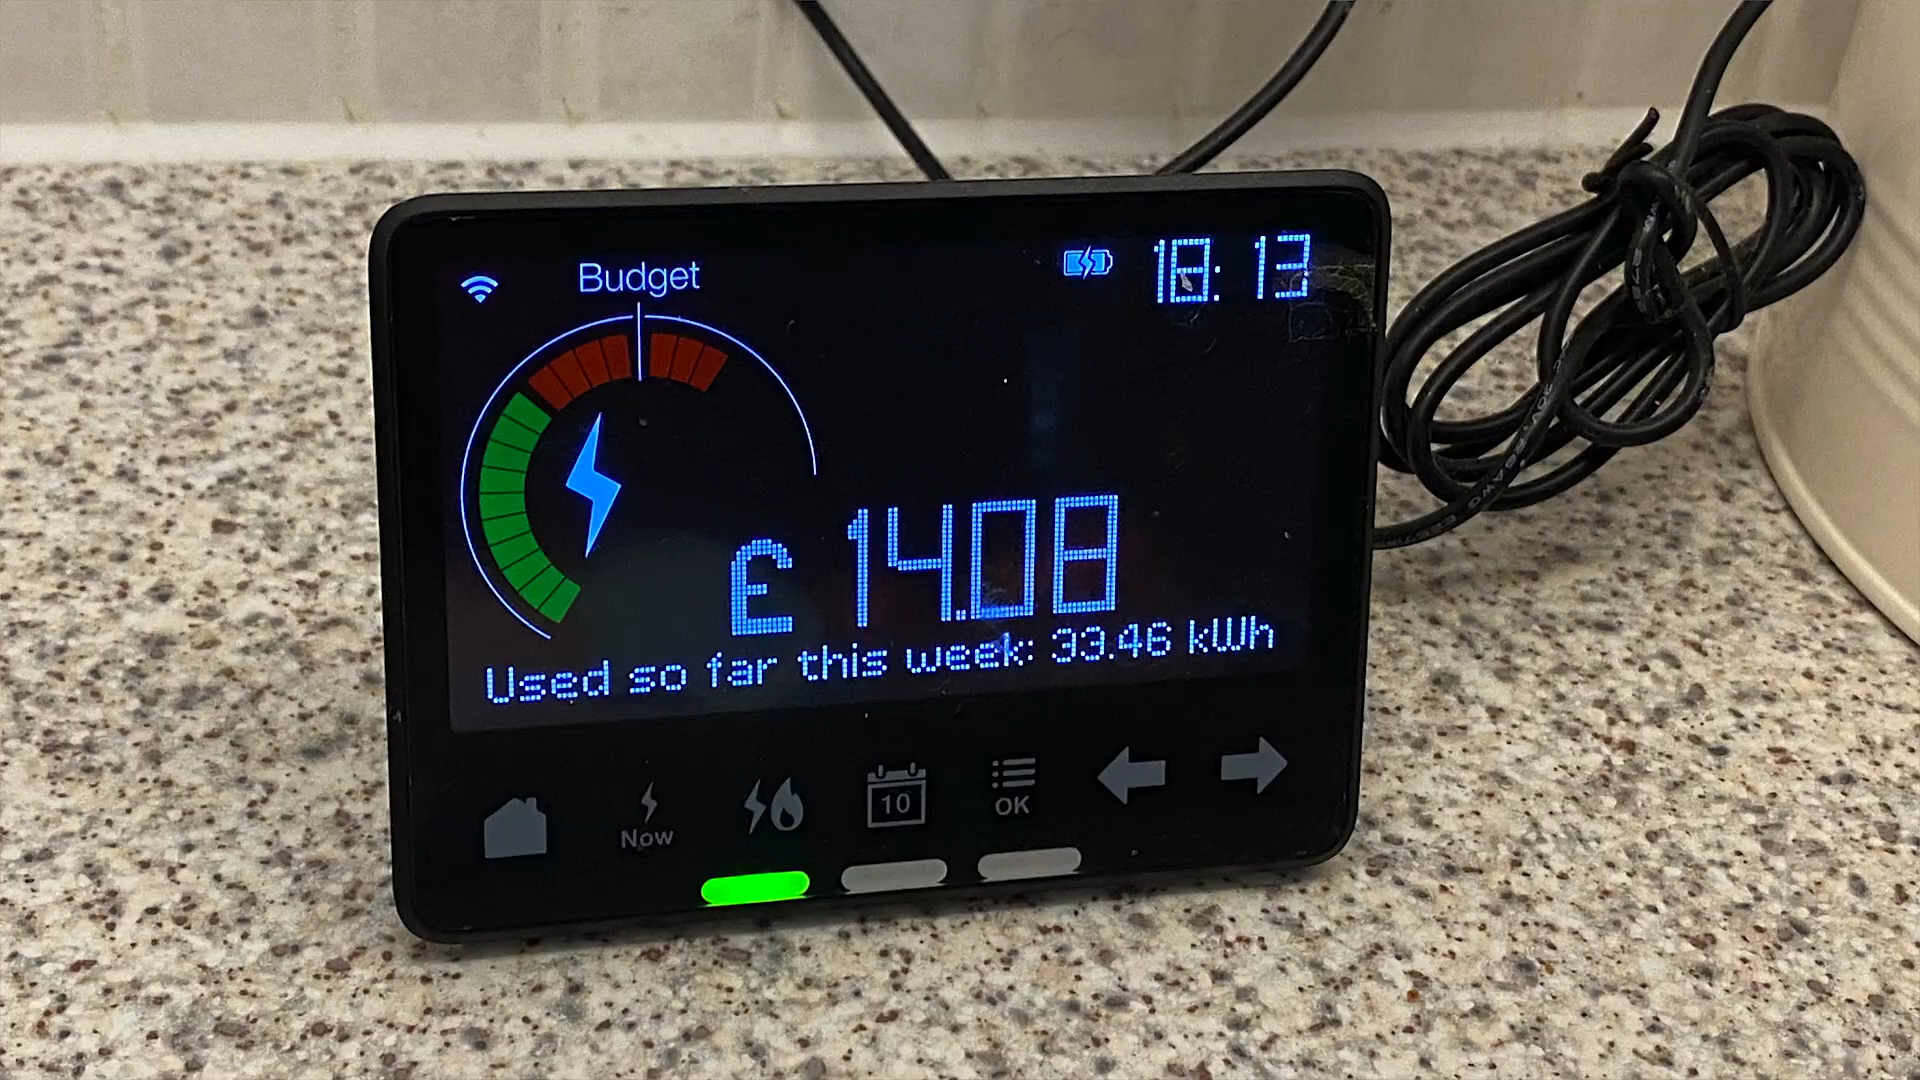 Budget
18:13
£14.08
Used so far this week: 33.46 kWh
Now
10
OK